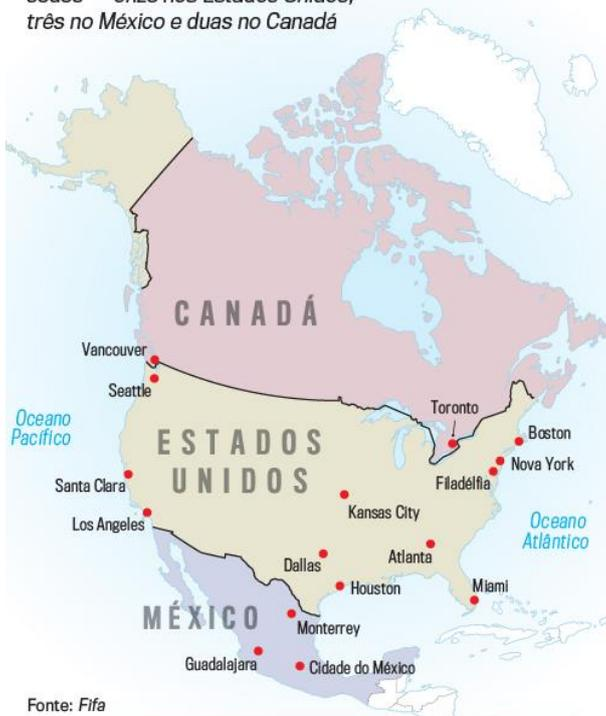 três no México e duas no Canadá
CANADÁ
Vancouver
Seattle
Toronto
Oceano
Pacífico
ESTADOS
UNIDOS
Boston
Nova York
Filadélfia
Santa Clara
Kansas City
Los Angeles
Oceano
Atlântico
Dallas
Atlanta
Houston
Miami
MÉXICO
Monterrey
Guadalajara
Cidade do México
Fonte: Fifa